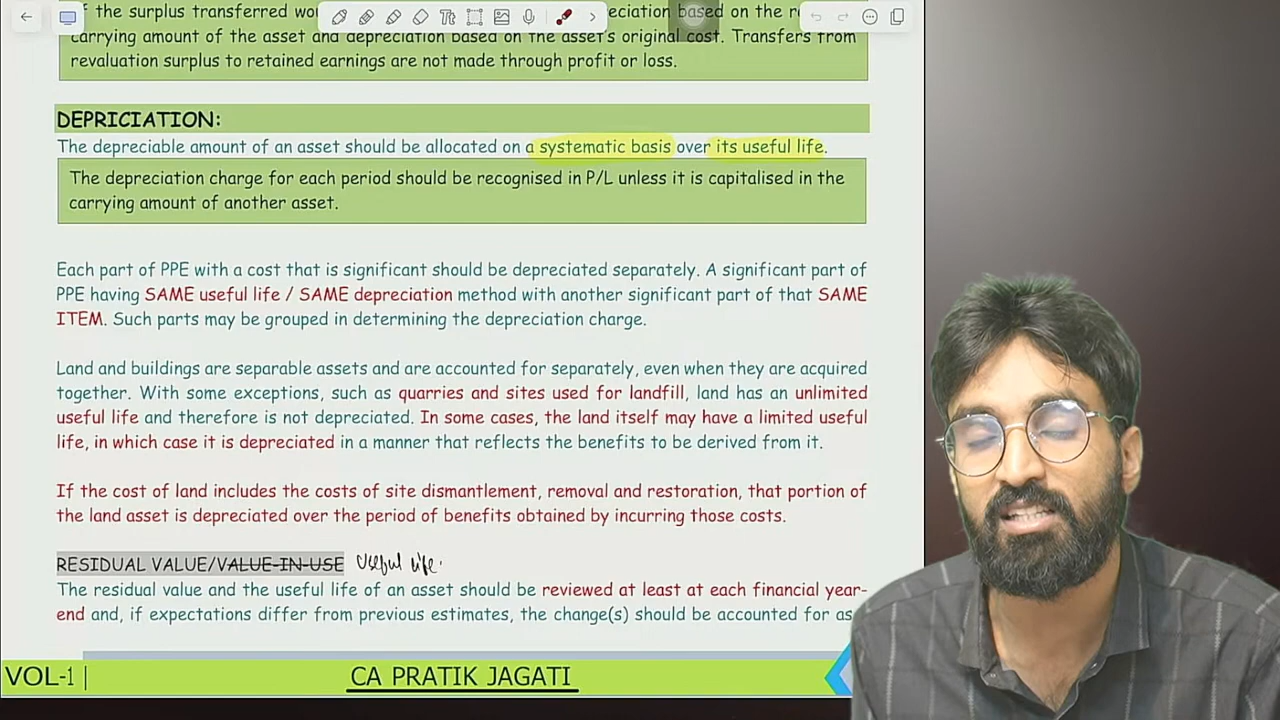 f the surplus transferred wou eciation based on the r
carrying amount of the asset and depreciation based on the asset's original cost. Transfers from
revaluation surplus to retained earnings are not made through profit or loss.
DEPRICIATION:
The depreciable amount of an asset should be allocated on a systematic basis over its useful life.
The depreciation charge for each period should be recognised in P/L unless it is capitalised in the
carrying amount of another asset.
Each part of PPE with a cost that is significant should be depreciated separately. A significant part of
PPE having SAME useful life / SAME depreciation method with another significant part of that SAME
ITEM. Such parts may be grouped in determining the depreciation charge.
Land and buildings are separable assets and are accounted for separately, even when they are acquired
together. With some exceptions, such as quarries and sites used for landfill, land has an unlimited
useful life and therefore is not depreciated. In some cases, the land itself may have a limited useful
life, in which case it is depreciated in a manner that reflects the benefits to be derived from it.
If the cost of land includes the costs of site dismantlement, removal and restoration, that portion of
the land asset is depreciated over the period of benefits obtained by incurring those costs.
RESIDUAL VALUE/VALUE-IN-USE Useful life.
The residual value and the useful life of an asset should be reviewed at least at each financial year-
end and, if expectations differ from previous estimates, the change(s) should be accounted for as
VOL-1 | CA PRATIK JAGATI